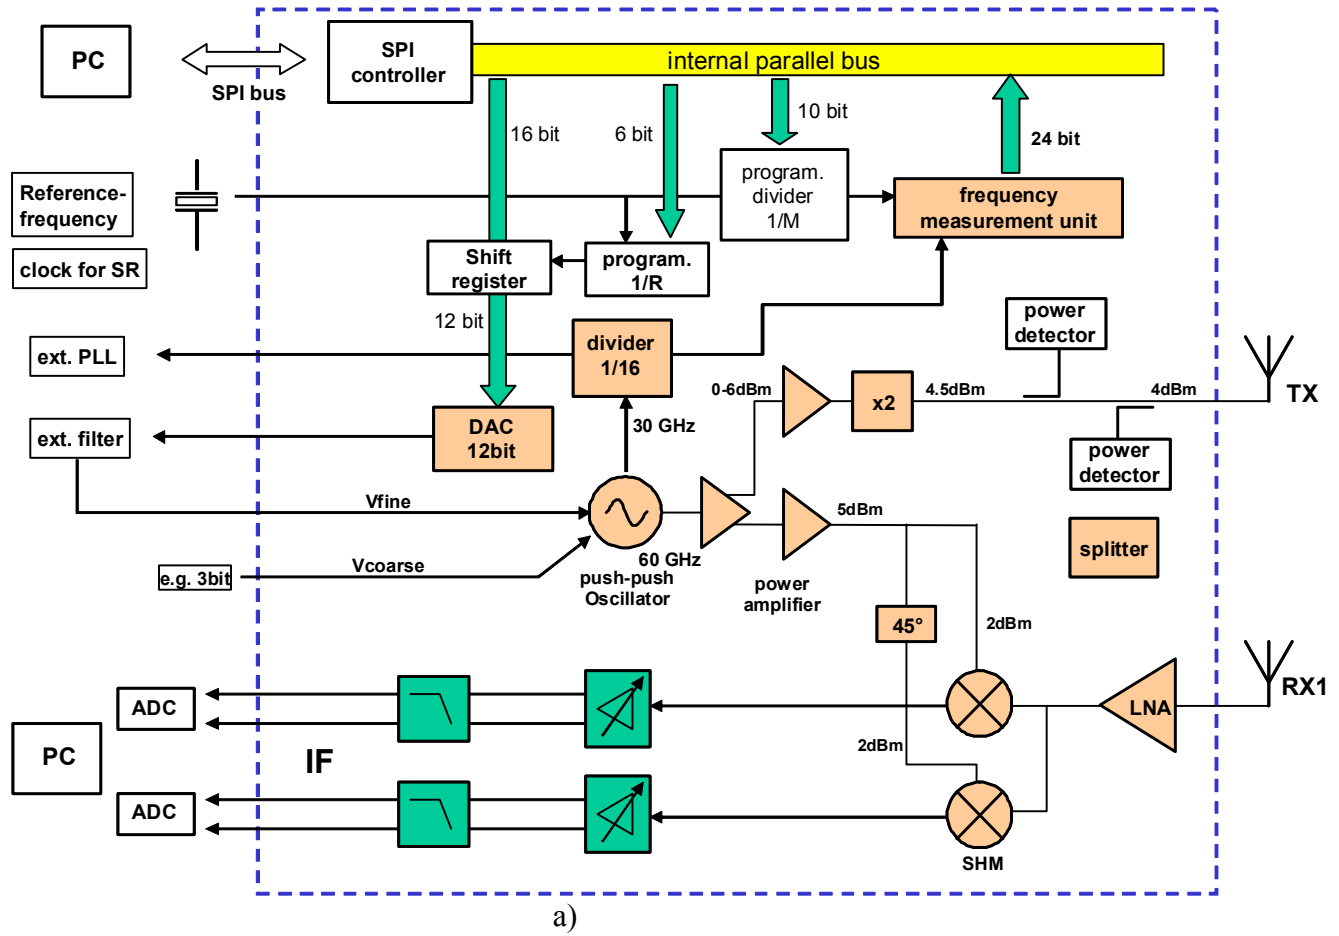 PC
SPI bus
SPI
controller
internal parallel bus
16 bit
6 bit
10 bit
24 bit
Reference-
frequency
clock for SR
program.
divider
1/M
frequency
measurement unit
Shift
register
program.
1/R
12 bit
ext. PLL
divider
1/16
power
detector
0-6dBm
x2
4.5dBm
4dBm
TX
ext. filter
DAC
12bit
30 GHz
power
detector
Vfine
5dBm
splitter
Vcoarse
e.g. 3bit
60 GHz
push-push
Oscillator
power
amplifier
45°
2dBm
ADC
LNA
RX1
PC
IF
2dBm
ADC
SHM
a)